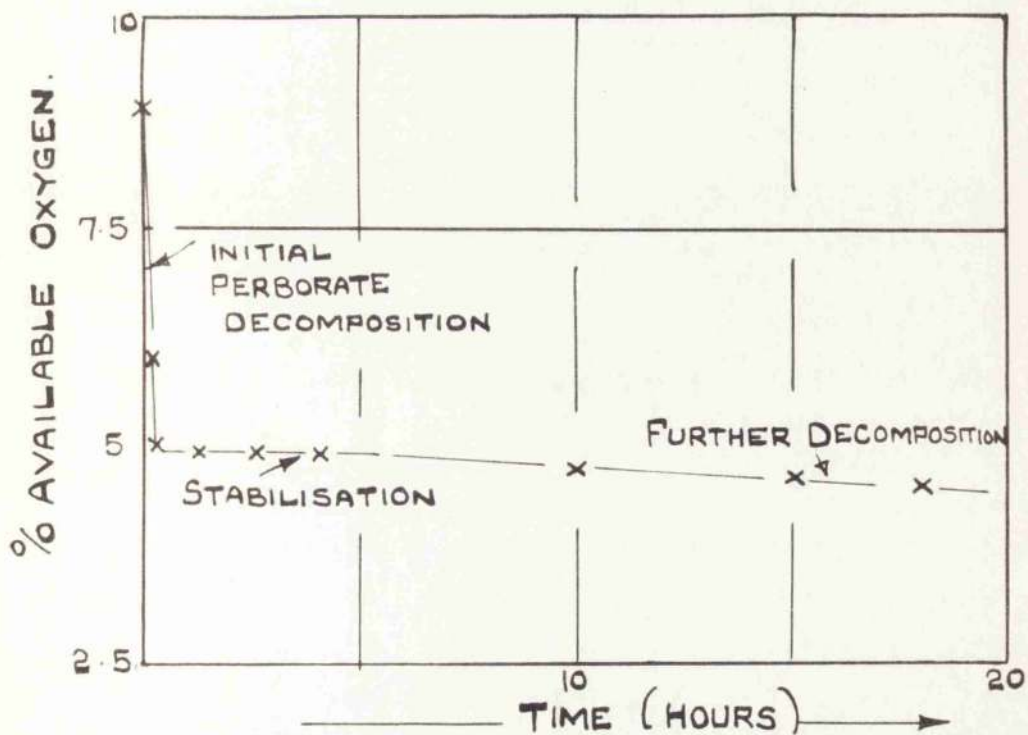 10
% AVAILABLE OXYGEN.
7.5
INITIAL
PERBORATE
DECOMPOSITION
5
FURTHER DECOMPOSITION
STABILISATION
2.5
10
20
TIME (HOURS)